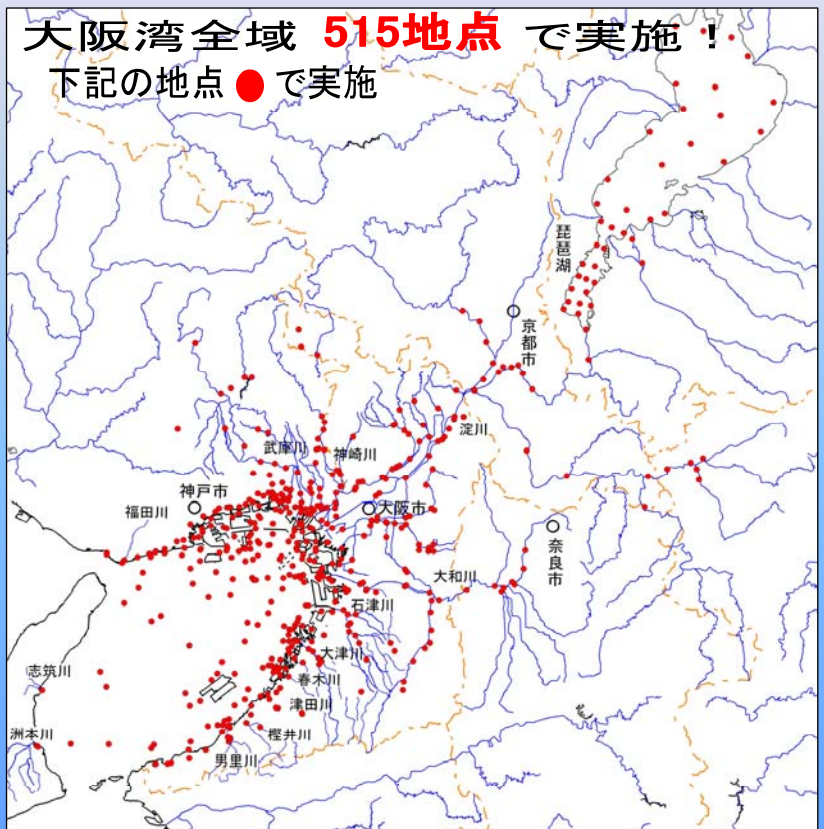 大阪湾全域 515地点 で実施！
下記の地点 ● で実施
琵琶湖
京都市
淀川
武庫川
神崎川
神戸市
福田川
大阪市
奈良市
大和川
石津川
大津川
志筑川
春木川
津田川
洲本川
樫井川
男里川